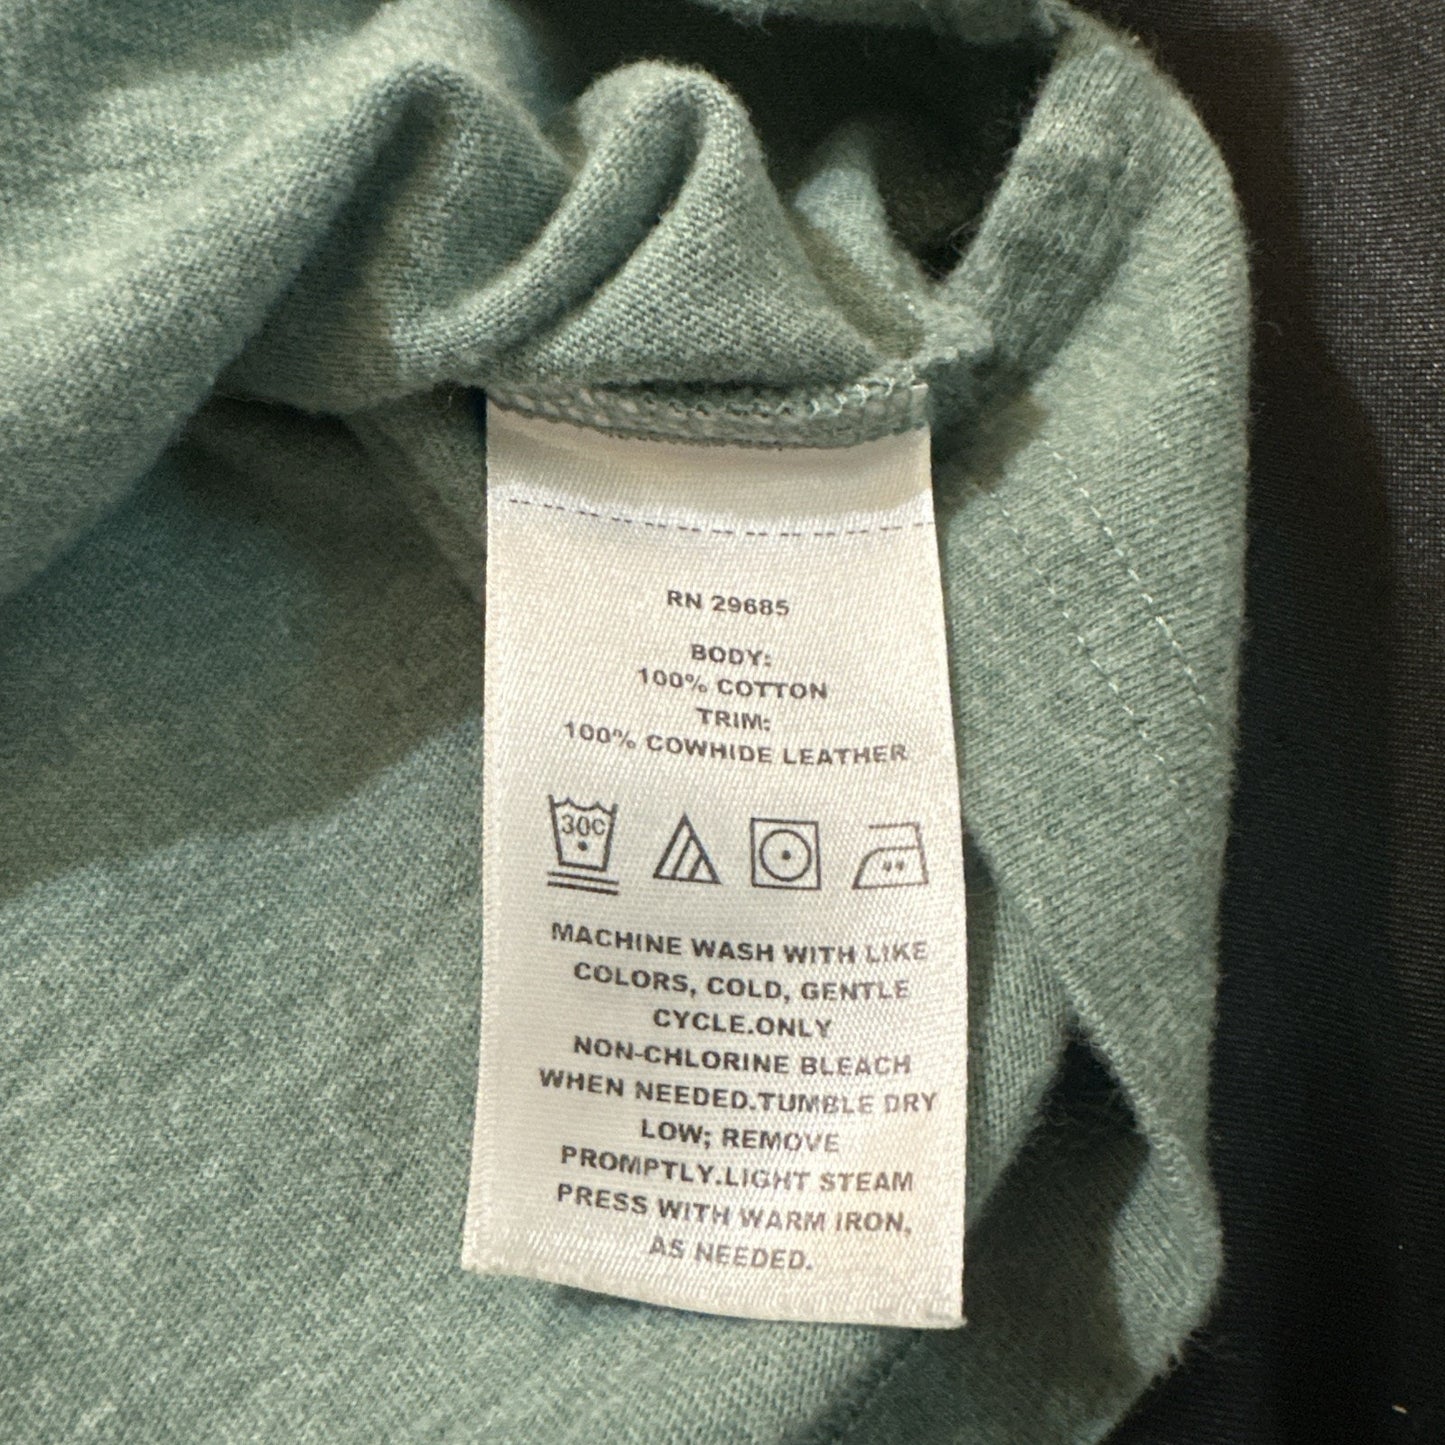 RN 29685
BODY:
100% COTTON
TRIM:
100% COWHIDE LEATHER
30C
MACHINE WASH WITH LIKE
COLORS, COLD, GENTLE
CYCLE.ONLY
NON-CHLORINE BLEACH
WHEN NEEDED.TUMBLE DRY
LOW; REMOVE
PROMPTLY.LIGHT STEAM
PRESS WITH WARM IRON,
AS NEEDED.